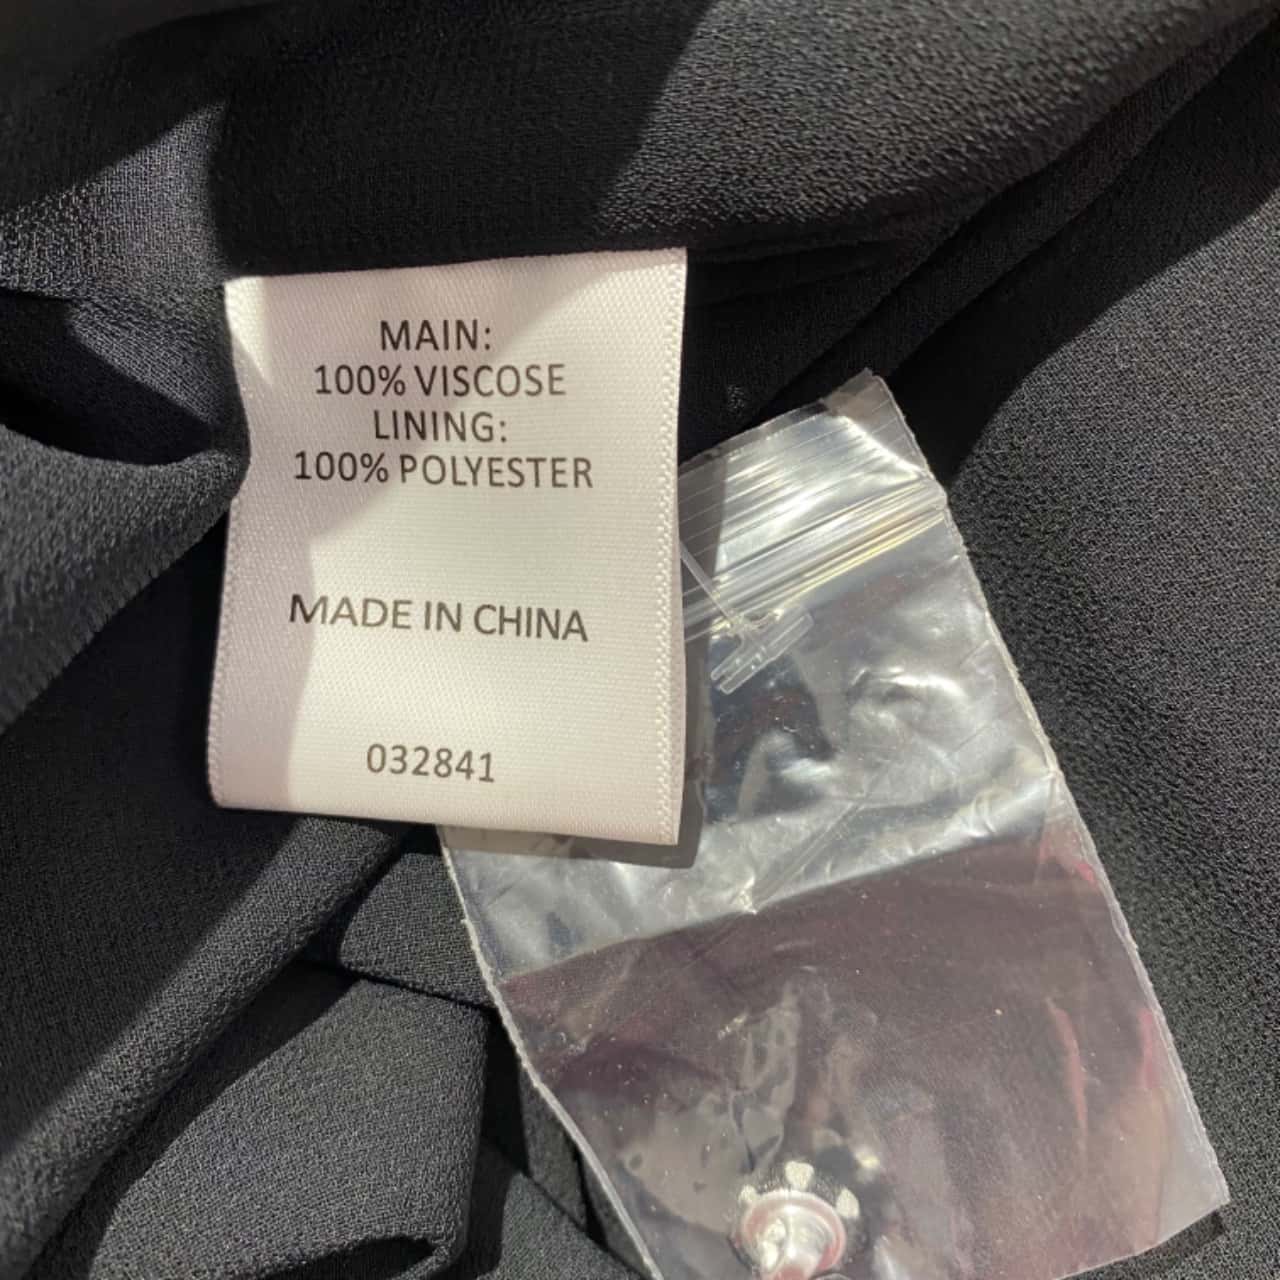 MAIN:
100% VISCOSE
LINING:
100% POLYESTER
MADE IN CHINA
032841